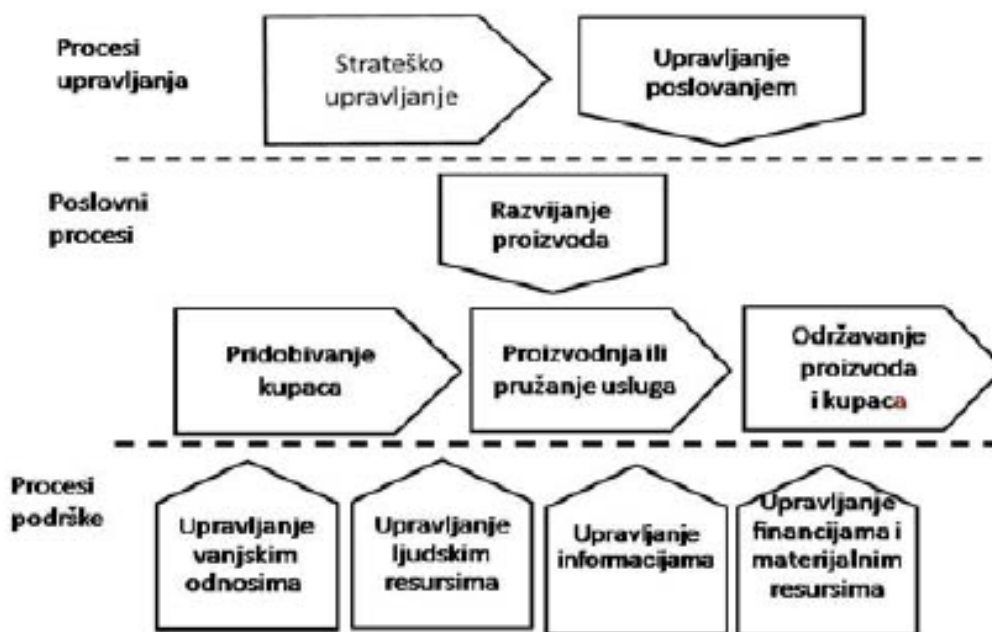 Procesi
upravljanja
Strateško
upravljanje
Upravljanje
poslovanjem
Poslovni
procesi
Razvijanje
proizvoda
Pridobivanje
kupaca
Proizvodnja ili
pružanje usluga
Održavanje
proizvoda
i kupaca
Procesi
podrške
Upravljanje
vanjskim
odnosima
Upravljanje
ljudskim
resursima
Upravljanje
informacijama
Upravljanje
financijama i
materijalnim
resursima